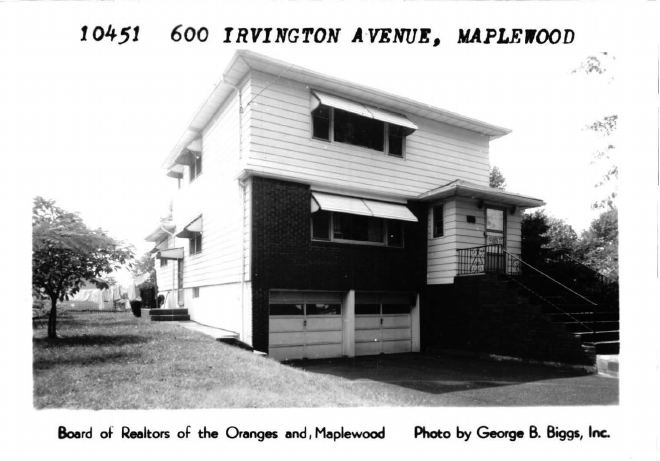 10451 600 IRVINGTON AVENUE, MAPLEWOOD
Board of Realtors of the Oranges and, Maplewood Photo by George B. Biggs, Inc.